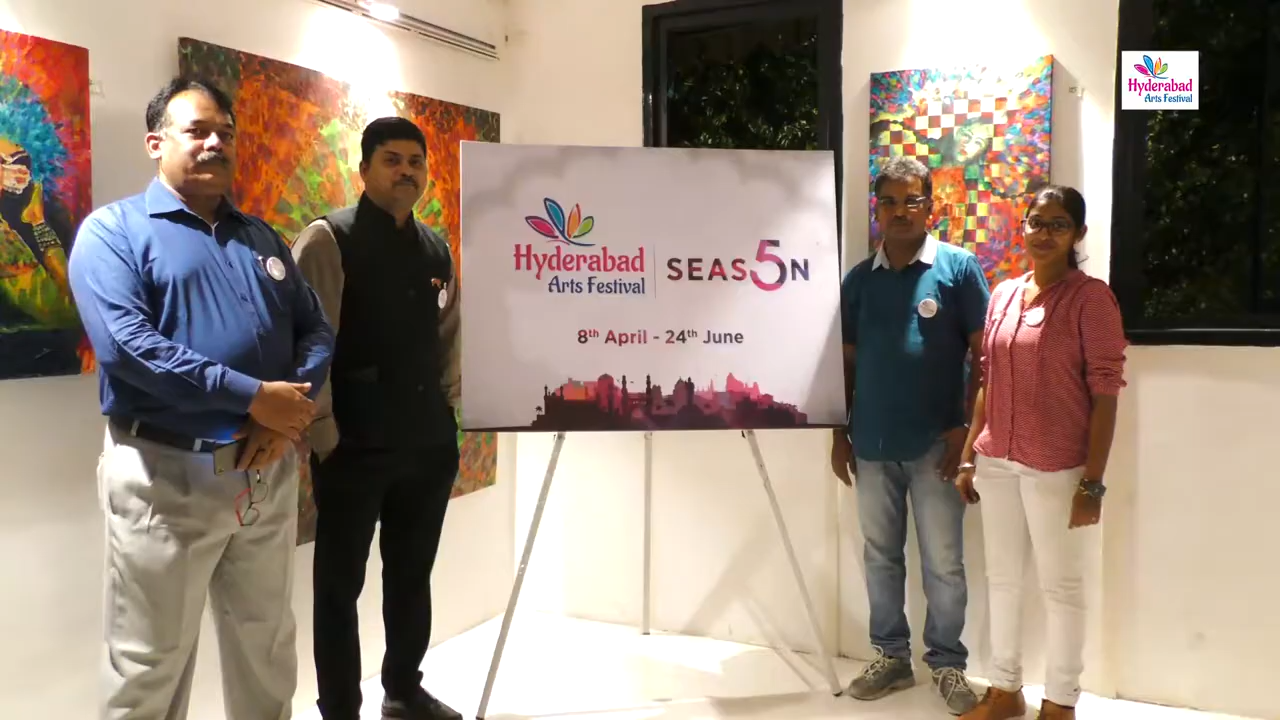 Hyderabad
Arts Festival
SEAS5N
8th April - 24th June
Hyderabad
Arts Festival